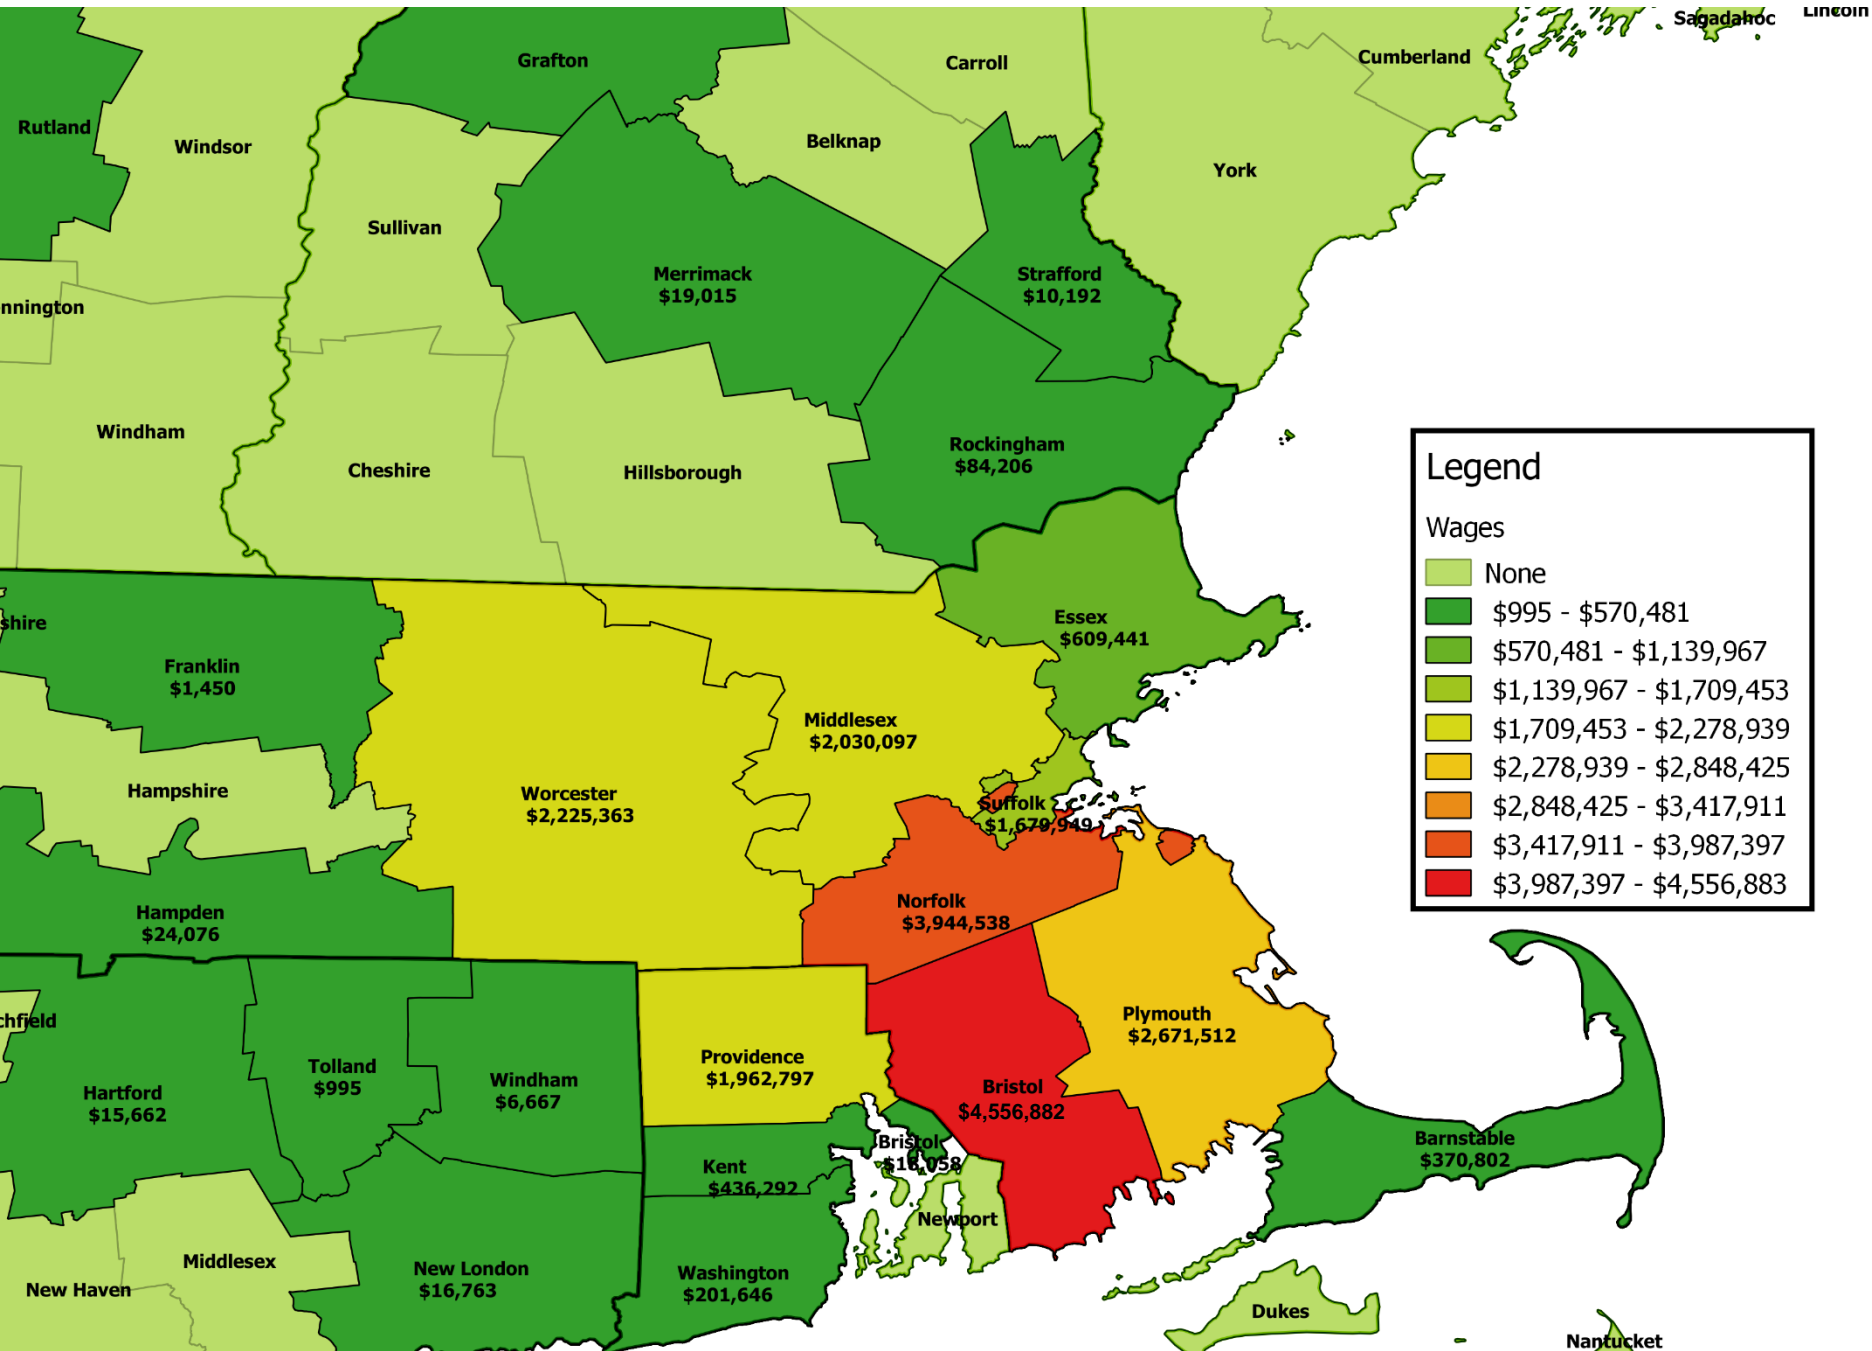 Sagadahoc
Lincoln
Grafton
Carroll
Cumberland
Rutland
Windsor
Belknap
York
Sullivan
Merrimack
$19,015
Strafford
$10,192
nnington
Windham
Cheshire
Hillsborough
Rockingham
$84,206
Legend
Wages
None
$995 - $570,481
$570,481 - $1,139,967
$1,139,967 - $1,709,453
$1,709,453 - $2,278,939
$2,278,939 - $2,848,425
$2,848,425 - $3,417,911
$3,417,911 - $3,987,397
$3,987,397 - $4,556,883
shire
Franklin
$1,450
Essex
$609,441
Middlesex
$2,030,097
Hampshire
Worcester
$2,225,363
Suffolk
$1,679,949
Hampden
$24,076
Norfolk
$3,944,538
chfield
Plymouth
$2,671,512
Hartford
$15,662
Tolland
$995
Windham
$6,667
Providence
$1,962,797
Bristol
$4,556,882
Bristol
Barnstable
$370,802
Kent
$436,292
Newport
New Haven
Middlesex
New London
$16,763
Washington
$201,646
Dukes
Nantucket